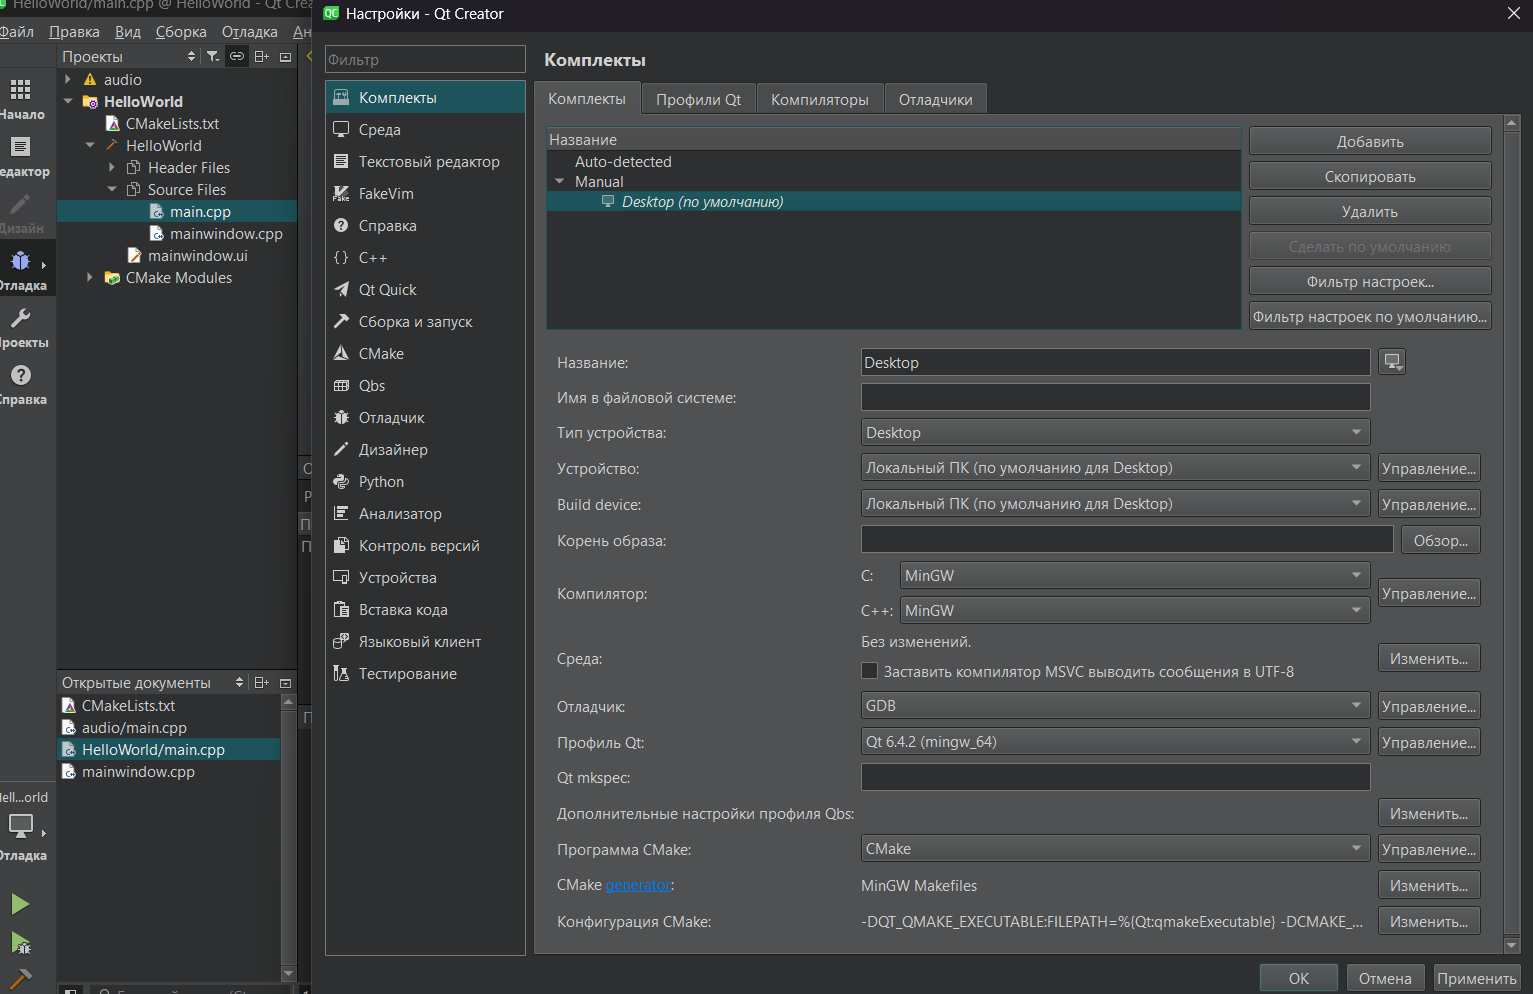 HelloWorld/main.cpp @ HelloWorld - Qt Crea
Настройки - Qt Creator
Файл Правка Вид Сборка Отладка Ан
Проекты
audio
HelloWorld
CMakeLists.txt
HelloWorld
Header Files
Source Files
main.cpp
mainwindow.cpp
mainwindow.ui
CMake Modules
Начало
едактор
Дизайн
Отладка
Проекты
Справка
Открытые документы
CMakeLists.txt
audio/main.cpp
HelloWorld/main.cpp
mainwindow.cpp
Hell...orld
Отладка
Фильтр
Комплекты
Среда
Текстовый редактор
FakeVim
Справка
C++
Qt Quick
Сборка и запуск
CMake
Qbs
Отладчик
Дизайнер
Python
Анализатор
Контроль версий
Устройства
Вставка кода
Языковый клиент
Тестирование
Комплекты
Комплекты Профили Qt Компиляторы Отладчики
Название
Auto-detected
Manual
Desktop (по умолчанию)
Добавить
Скопировать
Удалить
Сделать по умолчанию
Фильтр настроек...
Фильтр настроек по умолчанию...
Название: Desktop
Имя в файловой системе:
Тип устройства: Desktop
Устройство: Локальный ПК (по умолчанию для Desktop) Управление...
Build device: Локальный ПК (по умолчанию для Desktop) Управление...
Корень образа: Обзор...
Компилятор: C: MinGW Управление...
C++: MinGW
Среда: Без изменений. Изменить...
Заставить компилятор MSVC выводить сообщения в UTF-8
Отладчик: GDB Управление...
Профиль Qt: Qt 6.4.2 (mingw_64) Управление...
Qt mkspec:
Дополнительные настройки профиля Qbs: Изменить...
Программа CMake: CMake Управление...
CMake generator: MinGW Makefiles Изменить...
Конфигурация CMake: -DQT_QMAKE_EXECUTABLE:FILEPATH=%{Qt:qmakeExecutable} -DCMAKE_... Изменить...
OK Отмена Применить